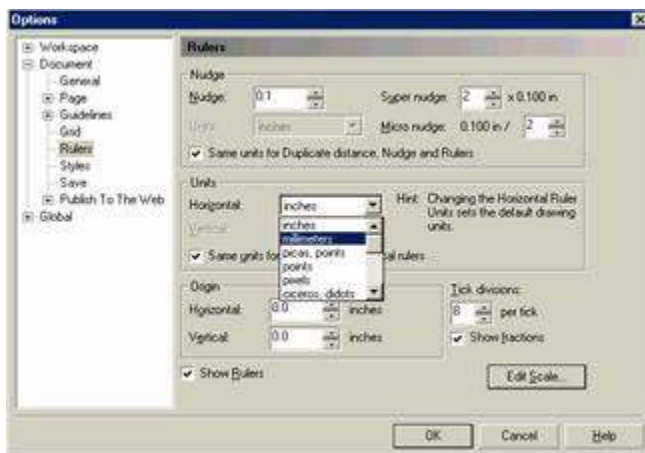 Options
Workspace
Document
General
Page
Guidelines
Grid
Rulers
Styles
Save
Publish To The Web
Global
Rulers
Nudge
Nudge: 0.1 Super nudge: 2 x 0.100 in
Units: inches Micro nudge: 0.100 in / 2
Same units for Duplicate distance, Nudge and Rulers
Units
Horizontal: inches Hint: Changing the Horizontal Ruler
Units sets the default drawing
units.
Vertical:
inches
millimeters
picas, points
points
pixels
ciceros, didots
Same units for al rulers
Origin
Horizontal: 0.0 inches
Vertical: 0.0 inches
Tick divisions:
8 per tick
Show fractions
Show Rulers
Edit Scale...
OK Cancel Help